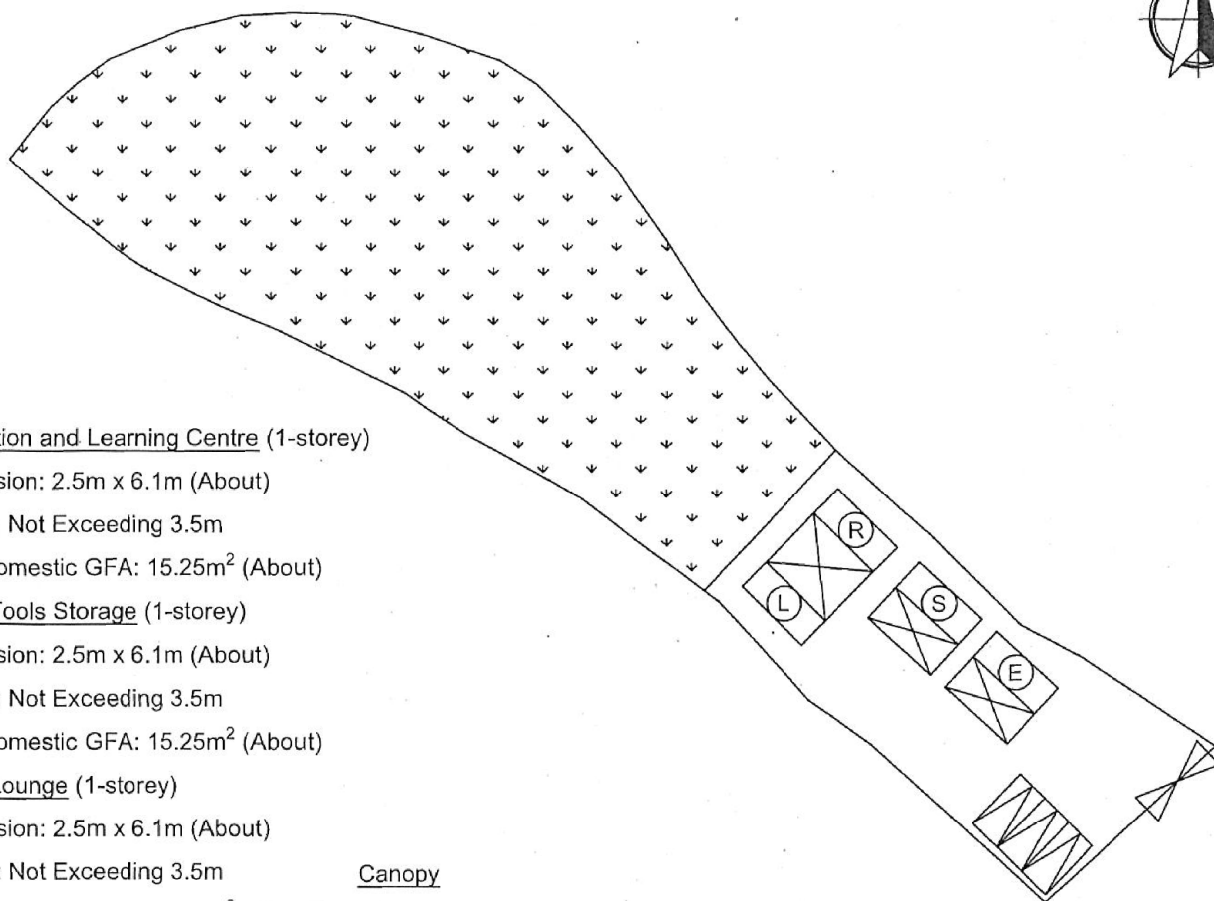 tion and Learning Centre (1-storey)
sion: 2.5m x 6.1m (About)
Not Exceeding 3.5m
omestic GFA: 15.25m² (About)
Tools Storage (1-storey)
sion: 2.5m x 6.1m (About)
Not Exceeding 3.5m
omestic GFA: 15.25m² (About)
ounge (1-storey)
sion: 2.5m x 6.1m (About)
: Not Exceeding 3.5m
Canopy
R
L
S
E